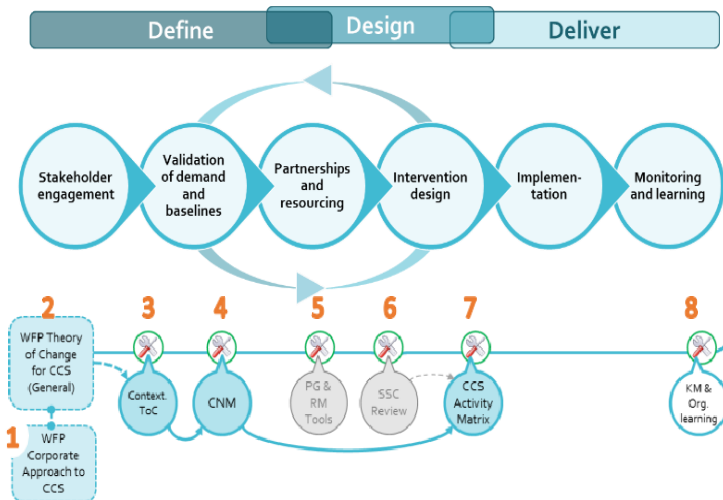 Define
Design
Deliver
Stakeholder
engagement
Validation
of demand
and
baselines
Partnerships
and
resourcing
Intervention
design
Implemen-
tation
Monitoring
and learning
2
3
4
5
6
7
8
WFP Theory
of Change
for CCS
(General)
Context.
ToC
CNM
PG &
RM
Tools
SSC
Review
CCS
Activity
Matrix
KM &
Org.
learning
1
WFP
Corporate
Approach to
CCS